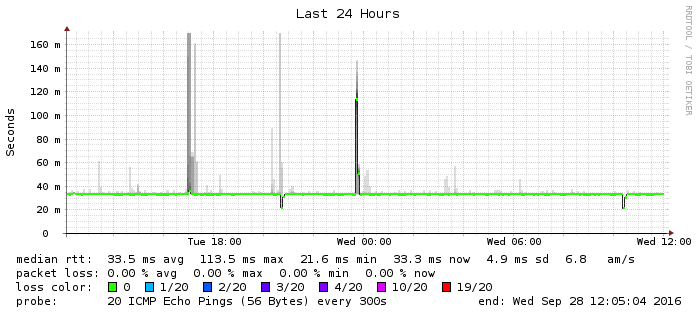 Last 24 Hours
RRDTOOL / TOBI OETIKER
Seconds
160 m
140 m
120 m
100 m
80 m
60 m
40 m
20 m
0
Tue 18:00 Wed 00:00 Wed 06:00 Wed 12:00
median rtt: 33.5 ms avg 113.5 ms max 21.6 ms min 33.3 ms now 4.9 ms sd 6.8 am/s
packet loss: 0.00 % avg 0.00 % max 0.00 % min 0.00 % now
loss color: 0 1/20 2/20 3/20 4/20 10/20 19/20
probe: 20 ICMP Echo Pings (56 Bytes) every 300s end: Wed Sep 28 12:05:04 2016